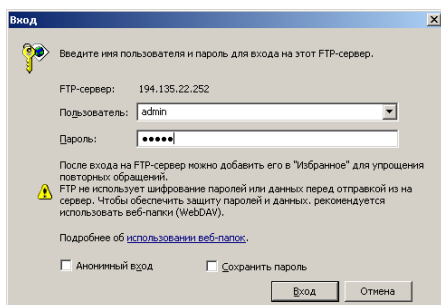 Вход
Введите имя пользователя и пароль для входа на этот FTP-сервер.
FTP-сервер: 194.135.22.252
Пользователь: admin
Пароль: •••••
После входа на FTP-сервер можно добавить его в "Избранное" для упрощения
повторных обращений.
FTP не использует шифрование паролей или данных перед отправкой из на
сервер. Чтобы обеспечить защиту паролей и данных. рекомендуется
использовать веб-папки (WebDAV).
Подробнее об использовании веб-папок.
Анонимный вход Сохранить пароль
Вход Отмена